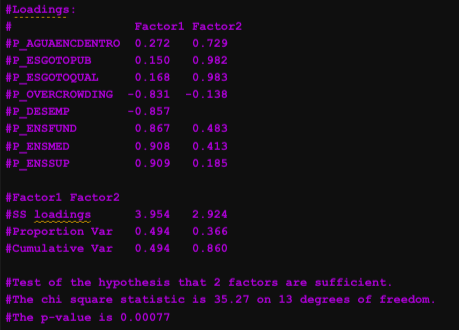 #Loadings:
# Factor1 Factor2
#P_AGUAENCDENTRO 0.272 0.729
#P_ESGOTOPUB 0.150 0.982
#P_ESGOTOQUAL 0.168 0.983
#P_OVERCROWDING -0.831 -0.138
#P_DESEMP -0.857
#P_ENSFUND 0.867 0.483
#P_ENSMED 0.908 0.413
#P_ENSSUP 0.909 0.185
#Factor1 Factor2
#SS loadings 3.954 2.924
#Proportion Var 0.494 0.366
#Cumulative Var 0.494 0.860
#Test of the hypothesis that 2 factors are sufficient.
#The chi square statistic is 35.27 on 13 degrees of freedom.
#The p-value is 0.00077